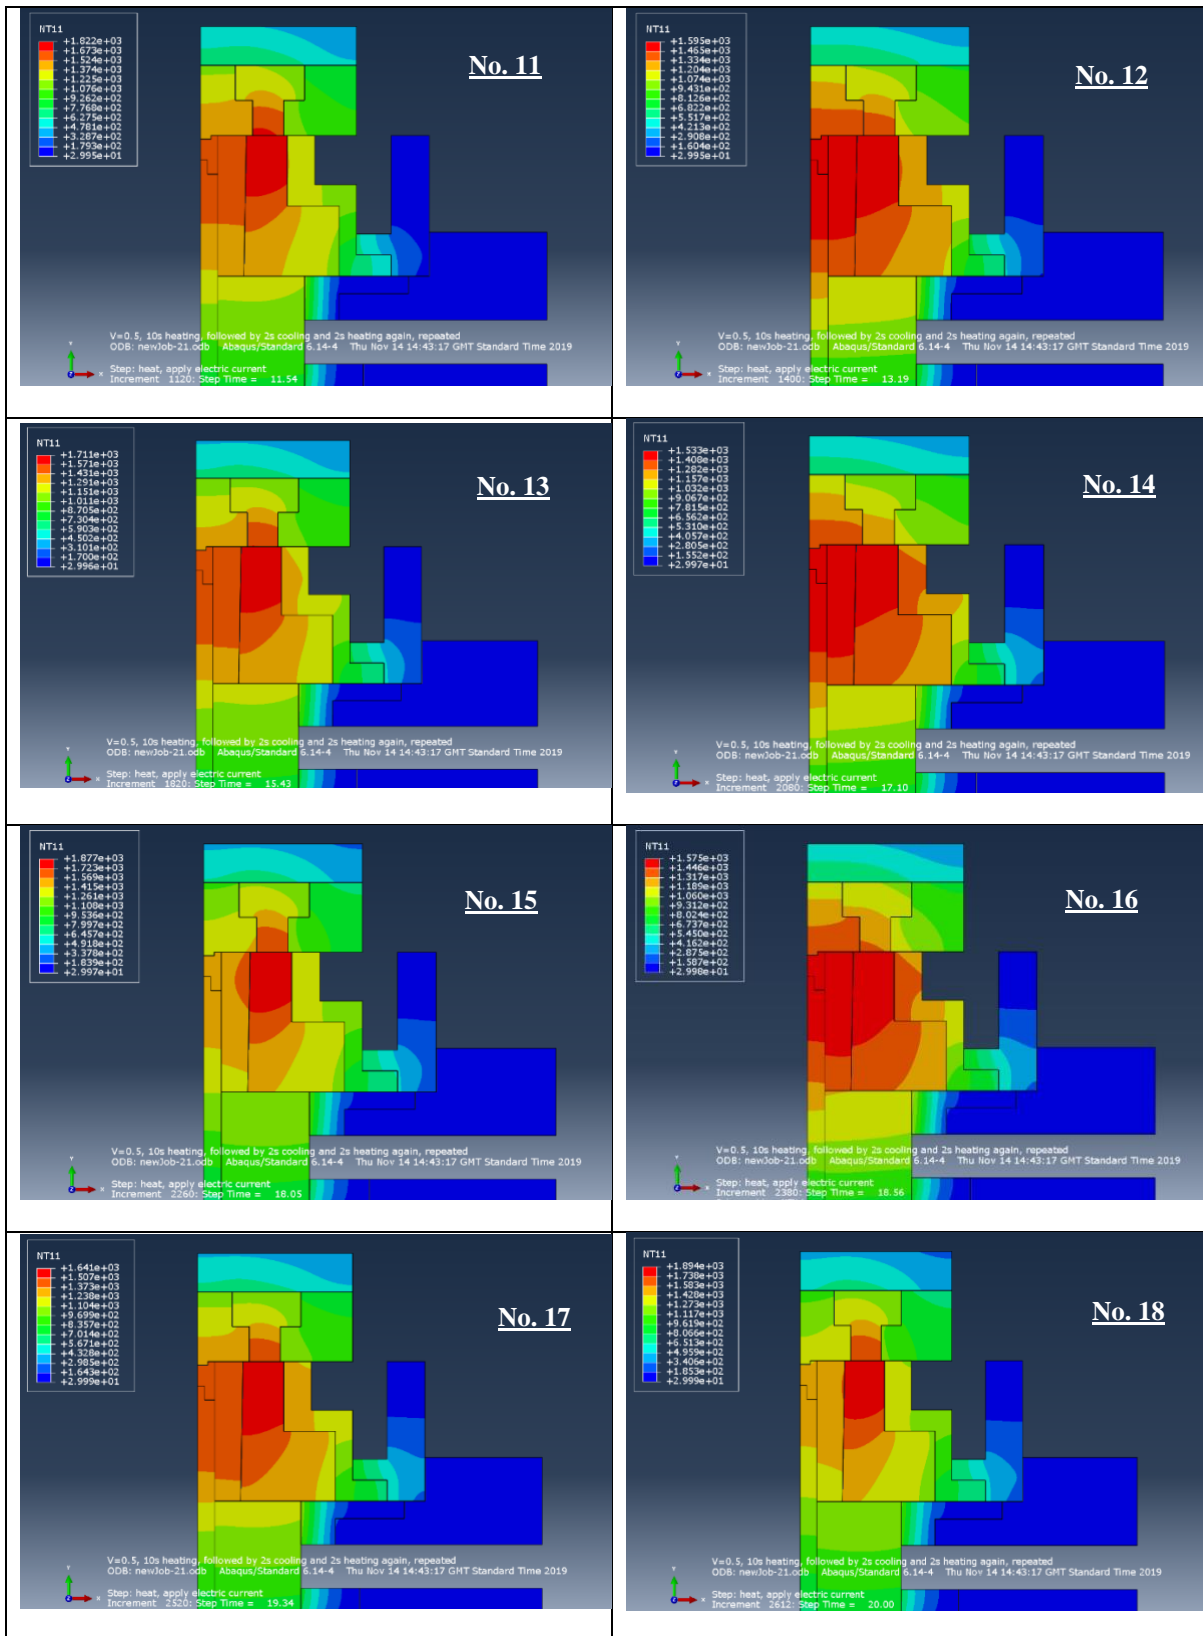 NT11
+1.822e+03
+1.673e+03
+1.524e+03
+1.374e+03
+1.225e+03
+1.076e+03
+9.262e+02
+7.768e+02
+6.275e+02
+4.781e+02
+3.287e+02
+1.793e+02
+2.995e+01
No. 11
V=0.5, 10s heating, followed by 2s cooling and 2s heating again, repeated
ODB: newJob-21.odb Abaqus/Standard 6.14-4 Thu Nov 14 14:43:17 GMT Standard Time 2019
Step: heat, apply electric current
Increment 1120: Step Time = 11.54
NT11
+1.595e+03
+1.465e+03
+1.334e+03
+1.204e+03
+1.074e+03
+9.431e+02
+8.126e+02
+6.822e+02
+5.517e+02
+4.213e+02
+2.908e+02
+1.604e+02
+2.995e+01
No. 12
V=0.5, 10s heating, followed by 2s cooling and 2s heating again, repeated
ODB: newJob-21.odb Abaqus/Standard 6.14-4 Thu Nov 14 14:43:17 GMT Standard Time 2019
Step: heat, apply electric current
Increment 1400: Step Time = 13.19
NT11
+1.711e+03
+1.571e+03
+1.431e+03
+1.291e+03
+1.151e+03
+1.011e+03
+8.705e+02
+7.304e+02
+5.903e+02
+4.502e+02
+3.101e+02
+1.700e+02
+2.996e+01
No. 13
V=0.5, 10s heating, followed by 2s cooling and 2s heating again, repeated
ODB: newJob-21.odb Abaqus/Standard 6.14-4 Thu Nov 14 14:43:17 GMT Standard Time 2019
Step: heat, apply electric current
Increment 1820: Step Time = 15.43
NT11
+1.533e+03
+1.408e+03
+1.282e+03
+1.157e+03
+1.032e+03
+9.067e+02
+7.815e+02
+6.562e+02
+5.310e+02
+4.057e+02
+2.805e+02
+1.552e+02
+2.997e+01
No. 14
V=0.5, 10s heating, followed by 2s cooling and 2s heating again, repeated
ODB: newJob-21.odb Abaqus/Standard 6.14-4 Thu Nov 14 14:43:17 GMT Standard Time 2019
Step: heat, apply electric current
Increment 2080: Step Time = 17.10
NT11
+1.877e+03
+1.723e+03
+1.569e+03
+1.415e+03
+1.261e+03
+1.108e+03
+9.536e+02
+7.997e+02
+6.457e+02
+4.918e+02
+3.378e+02
+1.839e+02
+2.997e+01
No. 15
V=0.5, 10s heating, followed by 2s cooling and 2s heating again, repeated
ODB: newJob-21.odb Abaqus/Standard 6.14-4 Thu Nov 14 14:43:17 GMT Standard Time 2019
Step: heat, apply electric current
Increment 2260: Step Time = 18.05
NT11
+1.575e+03
+1.446e+03
+1.317e+03
+1.189e+03
+1.060e+03
+9.312e+02
+8.024e+02
+6.737e+02
+5.450e+02
+4.162e+02
+2.875e+02
+1.587e+02
+2.998e+01
No. 16
V=0.5, 10s heating, followed by 2s cooling and 2s heating again, repeated
ODB: newJob-21.odb Abaqus/Standard 6.14-4 Thu Nov 14 14:43:17 GMT Standard Time 2019
Step: heat, apply electric current
Increment 2380: Step Time = 18.56
NT11
+1.641e+03
+1.507e+03
+1.373e+03
+1.238e+03
+1.104e+03
+9.699e+02
+8.357e+02
+7.014e+02
+5.671e+02
+4.328e+02
+2.985e+02
+1.643e+02
+2.999e+01
No. 17
V=0.5, 10s heating, followed by 2s cooling and 2s heating again, repeated
ODB: newJob-21.odb Abaqus/Standard 6.14-4 Thu Nov 14 14:43:17 GMT Standard Time 2019
Step: heat, apply electric current
Increment 2520: Step Time = 19.34
NT11
+1.894e+03
+1.738e+03
+1.583e+03
+1.428e+03
+1.273e+03
+1.117e+03
+9.619e+02
+8.066e+02
+6.513e+02
+4.959e+02
+3.406e+02
+1.853e+02
+2.999e+01
No. 18
V=0.5, 10s heating, followed by 2s cooling and 2s heating again, repeated
ODB: newJob-21.odb Abaqus/Standard 6.14-4 Thu Nov 14 14:43:17 GMT Standard Time 2019
Step: heat, apply electric current
Increment 2612: Step Time = 20.00